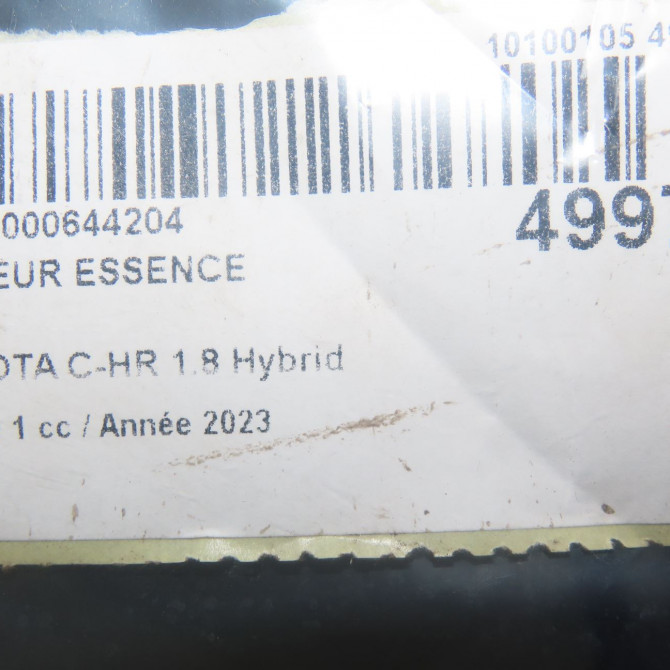 10100105 4
000644204
499
EUR ESSENCE
OTA C-HR 1.8 Hybrid
1 cc / Année 2023